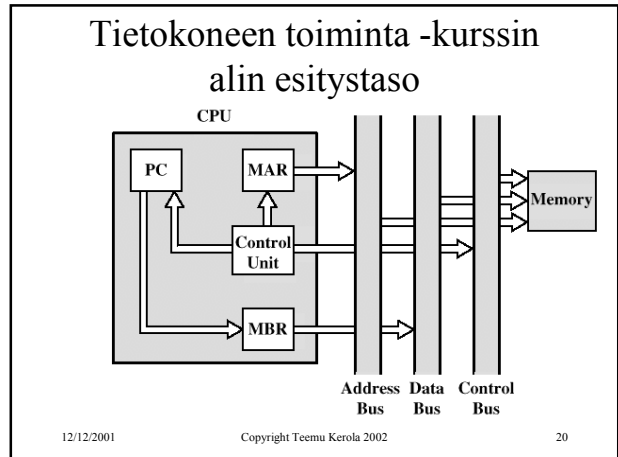 Tietokoneen toiminta -kurssin
alin esitystaso
CPU
PC
MAR
Memory
Control
Unit
MBR
Address Data Control
Bus Bus Bus
12/12/2001 Copyright Teemu Kerola 2002 20